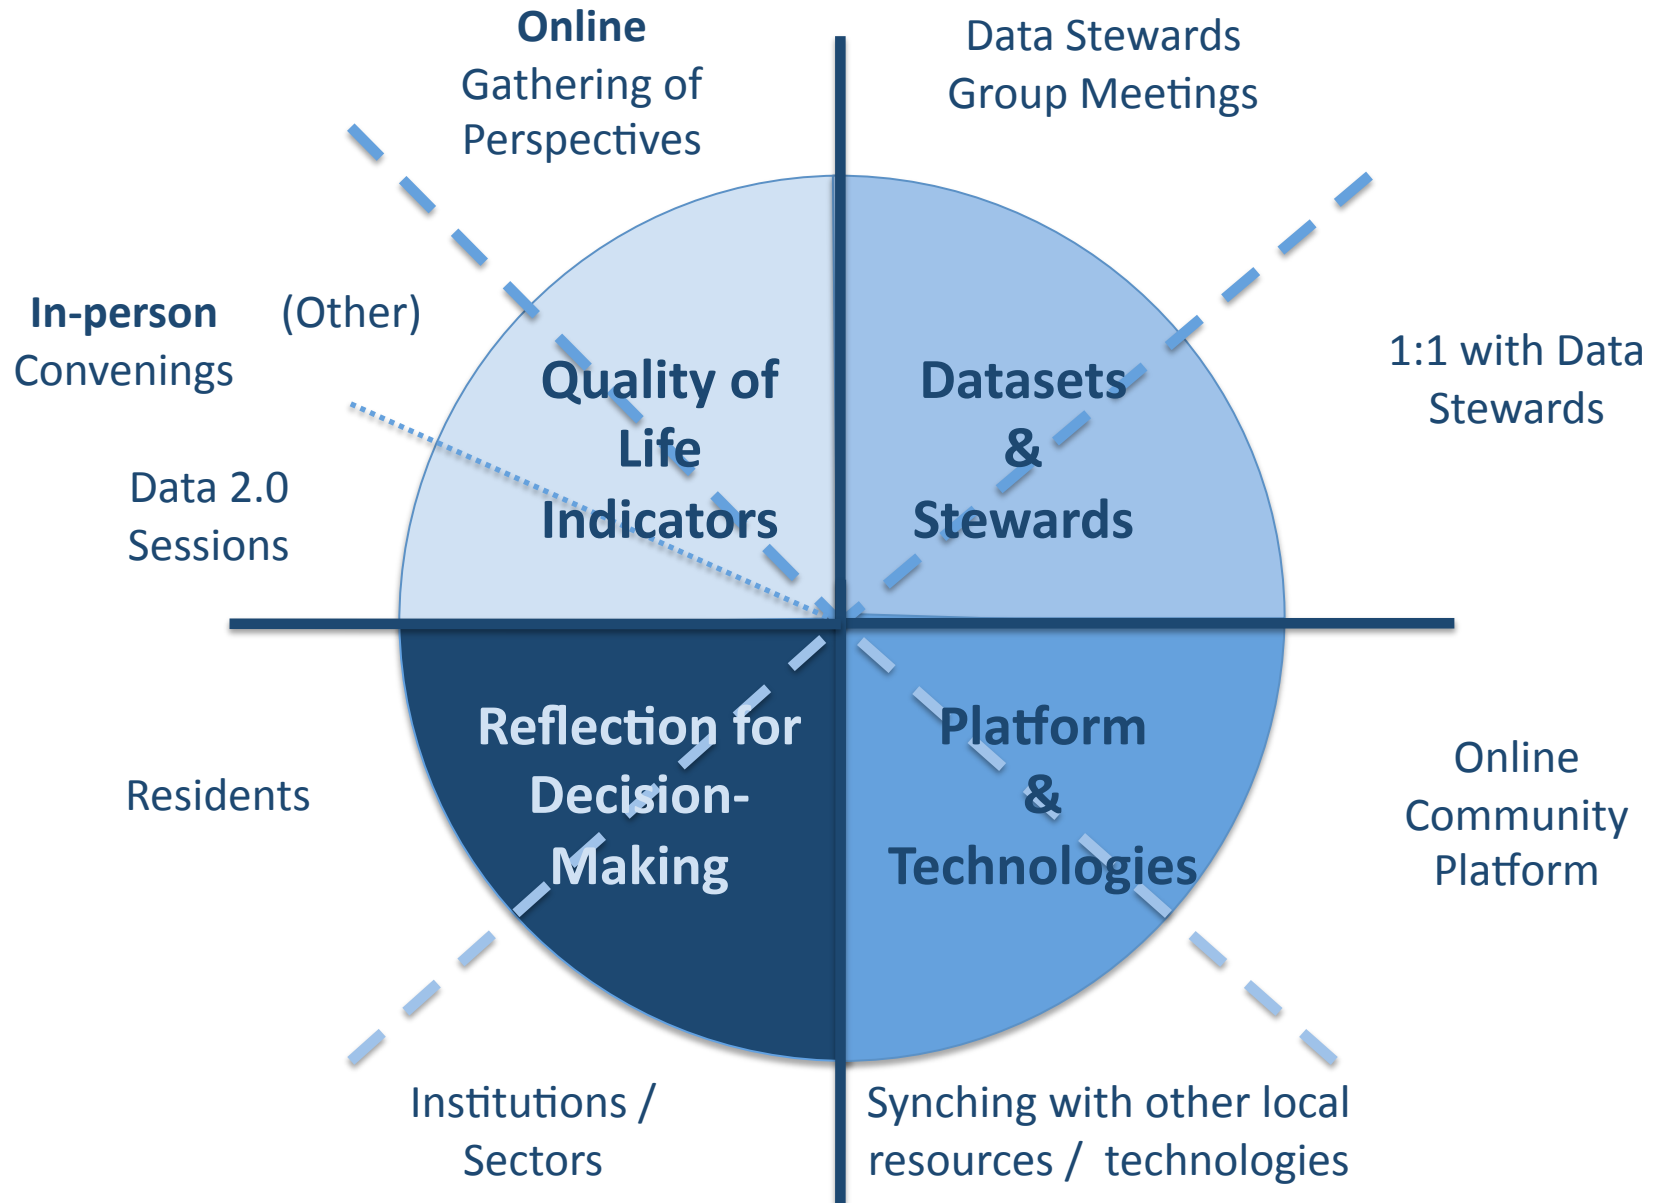 Online
Gathering of
Perspectives
Data Stewards
Group Meetings
In-person (Other)
Convenings
1:1 with Data
Stewards
Quality of
Life
Indicators
Datasets
&
Stewards
Data 2.0
Sessions
Reflection for
Decision-
Making
Platform
&
Technologies
Residents
Online
Community
Platform
Institutions /
Sectors
Synching with other local
resources / technologies